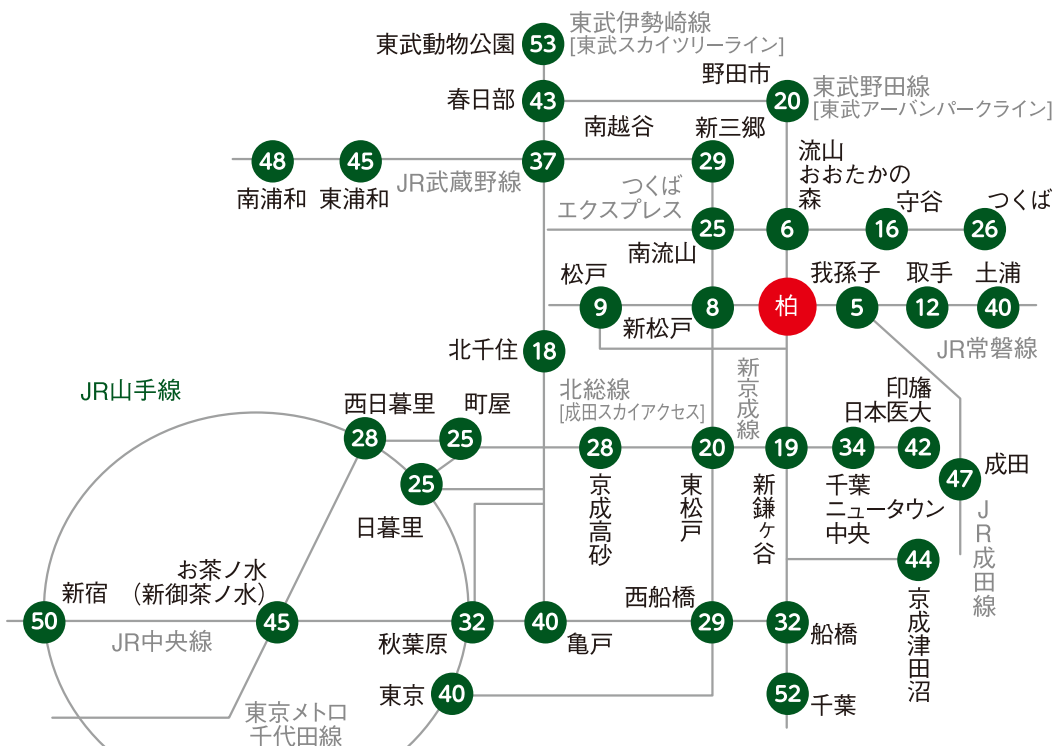 東武伊勢崎線
[東武スカイツリーライン]
東武動物公園
53
野田市
東武野田線
[東武アーバンパークライン]
春日部
43
20
南越谷
新三郷
流山
おおたかの
森
48
45
37
29
南浦和
東浦和
JR武蔵野線
つくば
エクスプレス
守谷
つくば
25
6
16
26
南流山
松戸
我孫子
取手
土浦
9
8
柏
5
12
40
新松戸
JR常磐線
北千住
18
新京成線
JR山手線
北総線
[成田スカイアクセス]
印旛
日本医大
西日暮里
町屋
28
25
28
20
19
34
42
成田
47
25
日暮里
京成高砂
東松戸
新鎌ヶ谷
千葉
ニュータウン
中央
JR成田線
44
京成津田沼
お茶ノ水
(新御茶ノ水)
新宿
西船橋
50
45
32
40
29
32
JR中央線
秋葉原
亀戸
船橋
東京
40
52
千葉
東京メトロ
千代田線